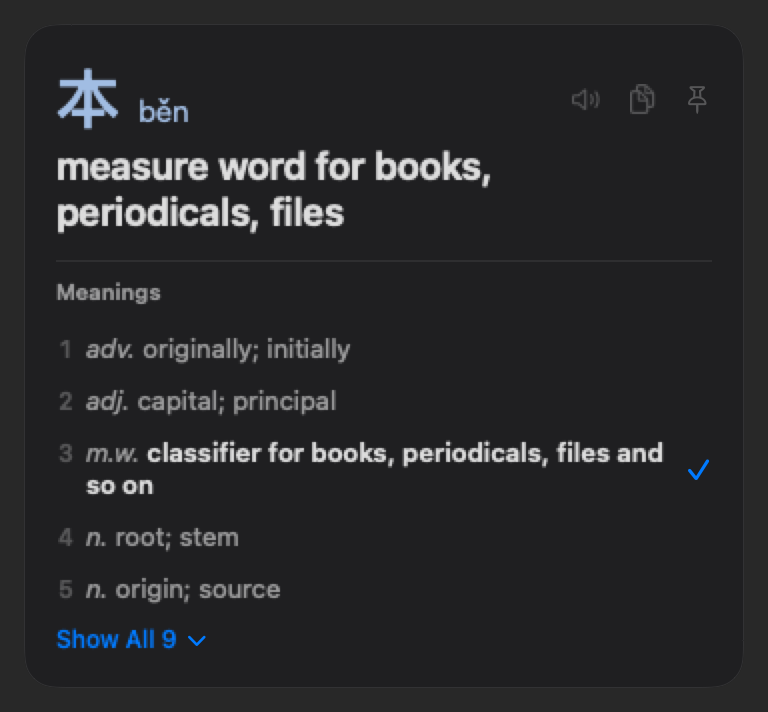 本 běn
measure word for books,
periodicals, files
Meanings
1 adv. originally; initially
2 adj. capital; principal
3 m.w. classifier for books, periodicals, files and
so on
4 n. root; stem
5 n. origin; source
Show All 9